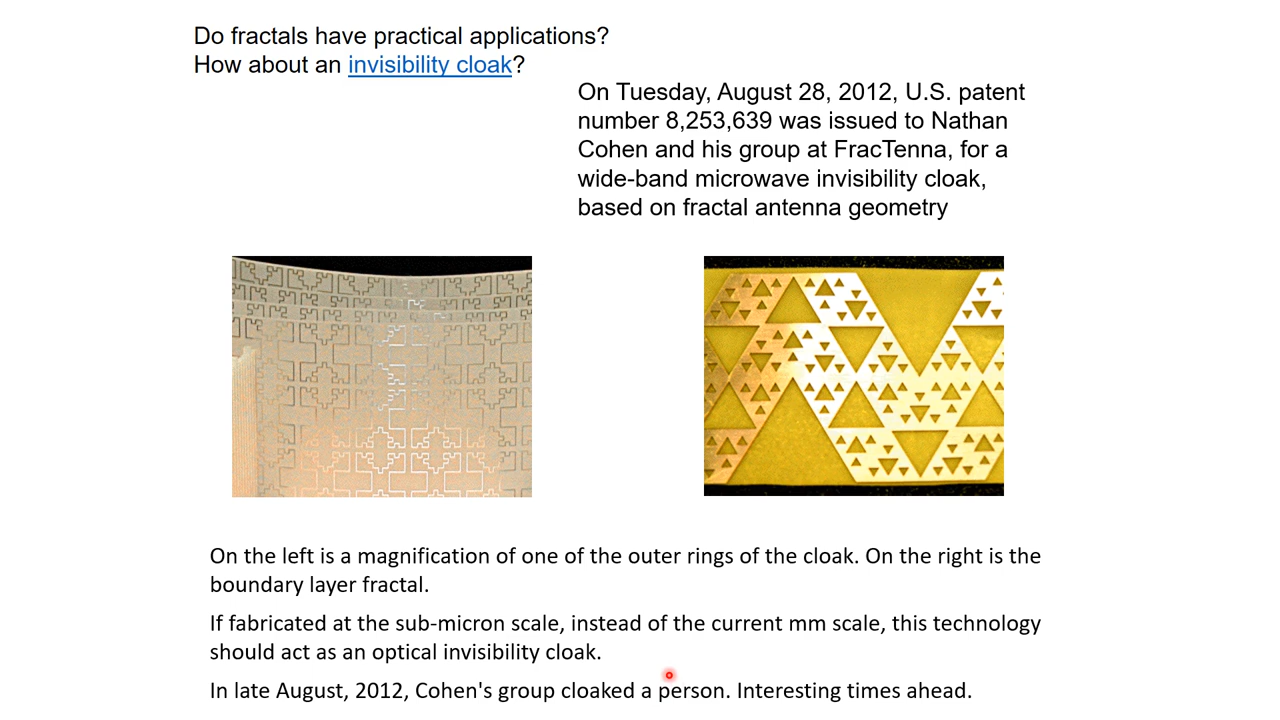 Do fractals have practical applications?
How about an invisibility cloak?
On Tuesday, August 28, 2012, U.S. patent
number 8,253,639 was issued to Nathan
Cohen and his group at FracTenna, for a
wide-band microwave invisibility cloak,
based on fractal antenna geometry
On the left is a magnification of one of the outer rings of the cloak. On the right is the
boundary layer fractal.
If fabricated at the sub-micron scale, instead of the current mm scale, this technology
should act as an optical invisibility cloak.
In late August, 2012, Cohen's group cloaked a person. Interesting times ahead.